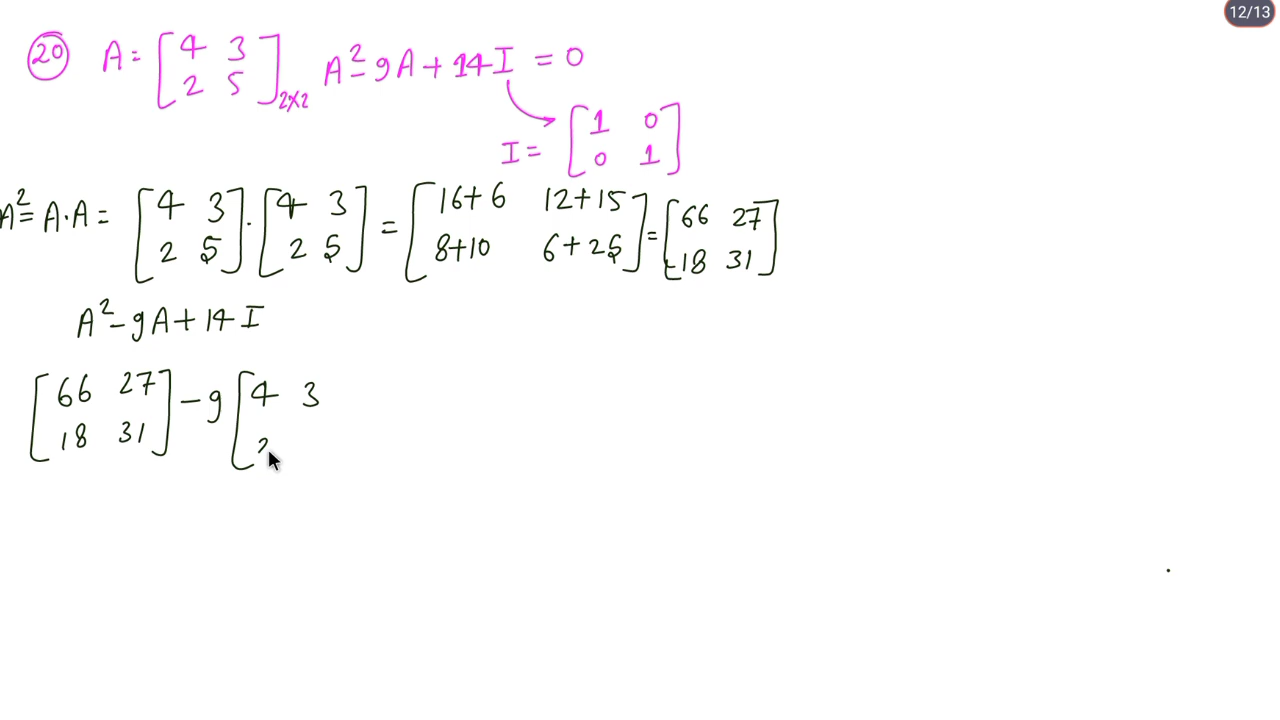 12/13
20 A = [4 3; 2 5]2×2 A² - 9A + 14I = 0
I = [1 0; 0 1]
A² = A·A = [4 3; 2 5] · [4 3; 2 5] = [16+6 12+15; 8+10 6+25] = [66 27; 18 31]
A² - 9A + 14I
[66 27; 18 31] - 9 [4 3; 2